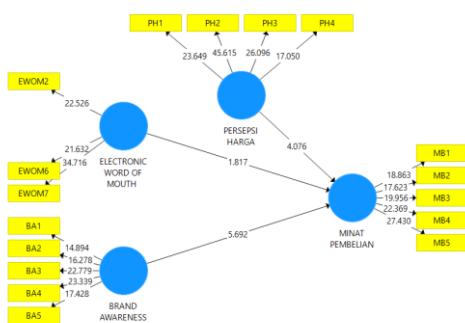 PH1
PH2
PH3
PH4
23.649
45.615
26.096
17.050
PERSEPSI
HARGA
EWOM2
EWOM6
EWOM7
22.526
21.632
34.716
ELECTRONIC
WORD OF
MOUTH
4.076
1.817
5.692
BA1
BA2
BA3
BA4
BA5
14.894
16.278
22.779
23.339
17.428
BRAND
AWARENESS
MINAT
PEMBELIAN
18.863
17.623
19.956
22.369
27.430
MB1
MB2
MB3
MB4
MB5